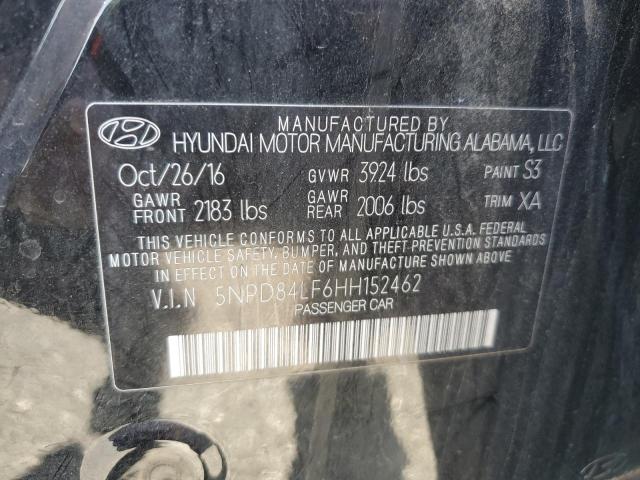 MANUFACTURED BY
HYUNDAI MOTOR MANUFACTURING ALABAMA, LLC
Oct/26/16 GVWR 3924 lbs PAINT S3
GAWR FRONT 2183 lbs GAWR REAR 2006 lbs TRIM XA
THIS VEHICLE CONFORMS TO ALL APPLICABLE U.S.A. FEDERAL
MOTOR VEHICLE SAFETY, BUMPER, AND THEFT PREVENTION STANDARDS
IN EFFECT ON THE DATE OF MANUFACTURE SHOWN ABOVE
V.I.N 5NPD84LF6HH152462
PASSENGER CAR